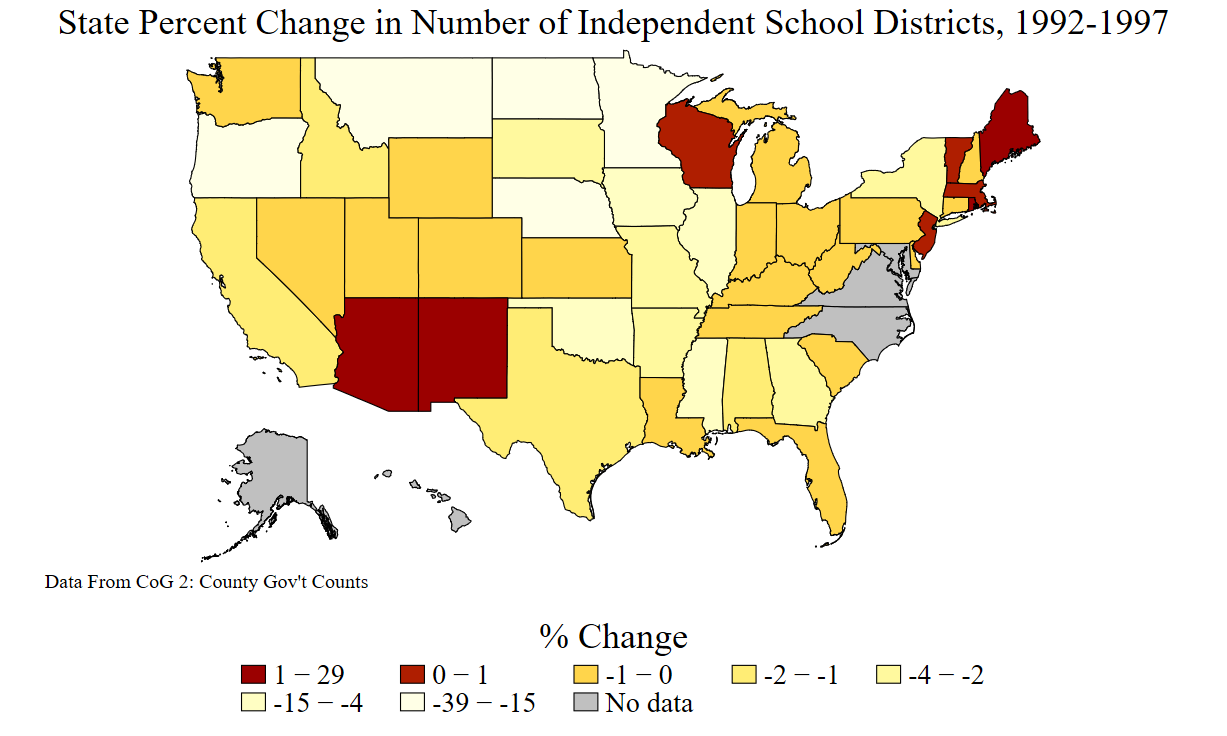 State Percent Change in Number of Independent School Districts, 1992-1997
Data From CoG 2: County Gov't Counts
% Change
1 − 29 0 − 1 -1 − 0 -2 − -1 -4 − -2
-15 − -4 -39 − -15 No data